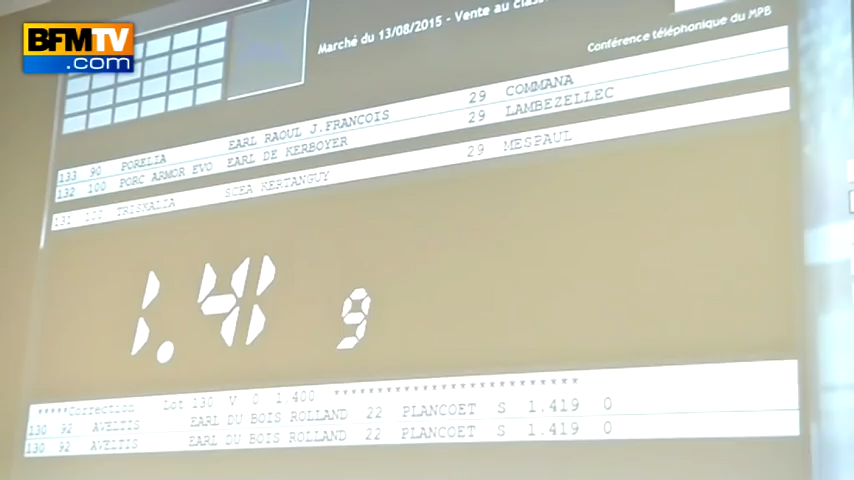 BFMTV
.com
Marché du 13/08/2015 - Vente au
Conférence téléphonique du MPB
133 90 PORELIA EARL RAOUL J.FRANCOIS 29 COMMANA
132 100 PORC ARMOR EVO EARL DE KERBOYER 29 LAMBEZELLEC
131 100 TRISKALIA SCEA KERTANGUY 29 MESPAUL
1.41 9
*****Correction Lot 130 V 0 1.400 *************************
130 92 AVELTIS EARL DU BOIS ROLLAND 22 PLANCOET S 1.419 0
130 92 AVELTIS EARL DU BOIS ROLLAND 22 PLANCOET S 1.419 0